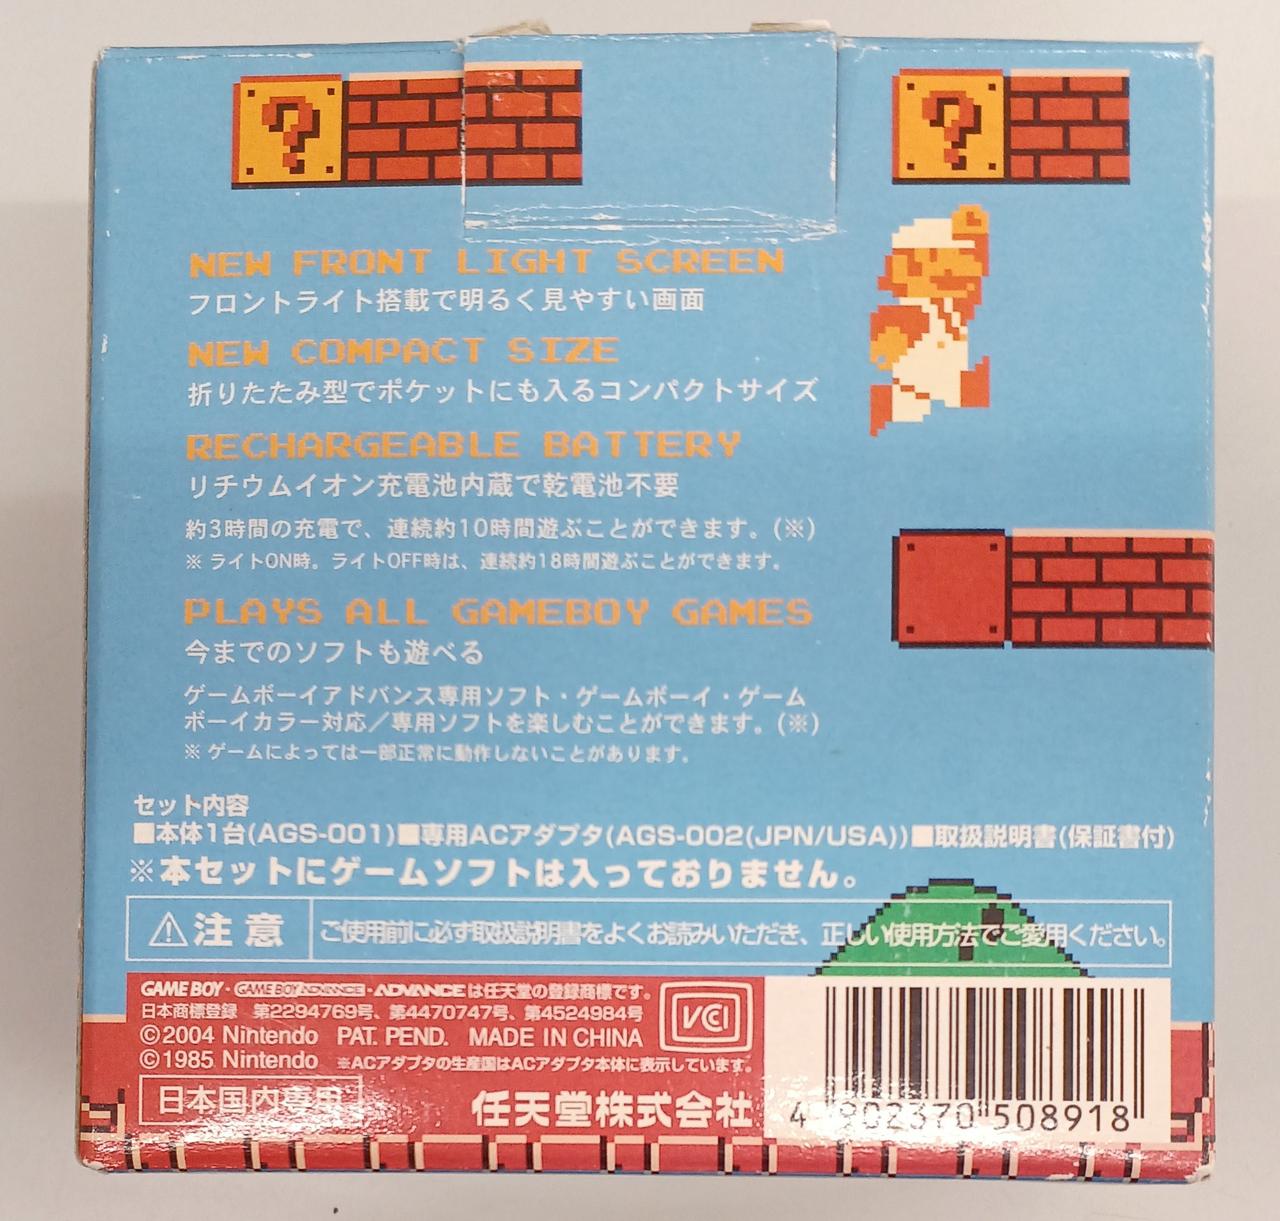 NEW FRONT LIGHT SCREEN
フロントライト搭載で明るく見やすい画面
NEW COMPACT SIZE
折りたたみ型でポケットにも入るコンパクトサイズ
RECHARGEABLE BATTERY
リチウムイオン充電池内蔵で乾電池不要
約3時間の充電で、連続約10時間遊ぶことができます。(※)
※ ライトON時。ライトOFF時は、連続約18時間遊ぶことができます。
PLAYS ALL GAMEBOY GAMES
今までのソフトも遊べる
ゲームボーイアドバンス専用ソフト・ゲームボーイ・ゲーム
ボーイカラー対応／専用ソフトを楽しむことができます。(※)
※ ゲームによっては一部正常に動作しないことがあります。
セット内容
■本体1台(AGS-001)■専用ACアダプタ(AGS-002(JPN/USA))■取扱説明書(保証書付)
※本セットにゲームソフトは入っておりません。
⚠注意 ご使用前に必ず取扱説明書をよくお読みいただき、正しい使用方法でご愛用ください。
GAME BOY・GAME BOY ADVANCE・ADVANCEは任天堂の登録商標です。
日本商標登録 第2294769号、第4470747号、第4524984号
©2004 Nintendo PAT. PEND. MADE IN CHINA
©1985 Nintendo ※ACアダプタの生産国はACアダプタ本体に表示しています。
VCI
日本国内専用
任天堂株式会社
4 902370 508918